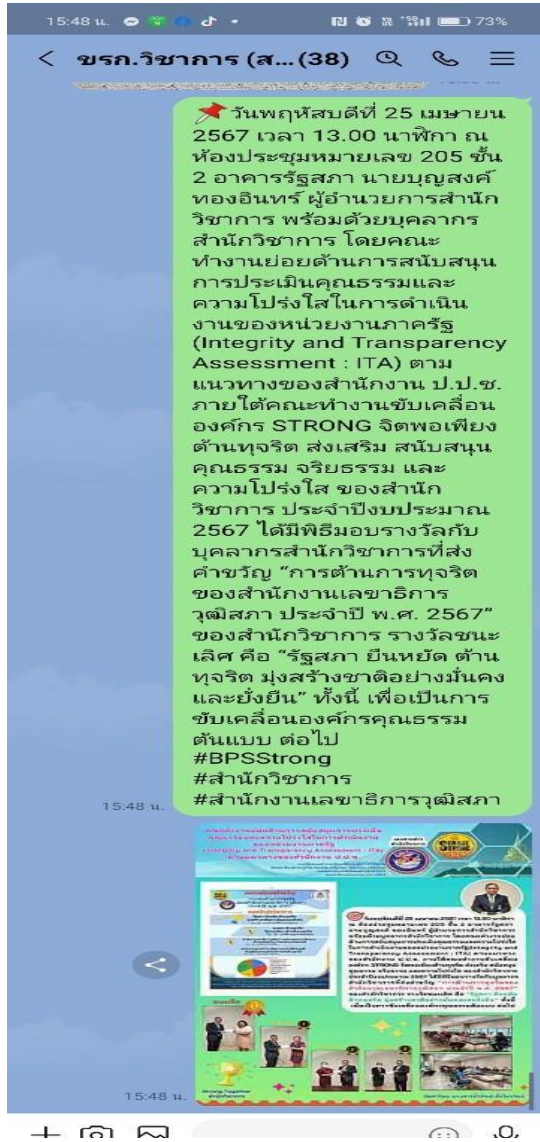 15:48 น.
73%
ขรก.วิชาการ (ส... (38)
📌วันพฤหัสบดีที่ 25 เมษายน
2567 เวลา 13.00 นาฬิกา ณ
ห้องประชุมหมายเลข 205 ชั้น
2 อาคารรัฐสภา นายบุญสงค์
ทองอินทร์ ผู้อำนวยการสำนัก
วิชาการ พร้อมด้วยบุคลากร
สำนักวิชาการ โดยคณะ
ทำงานย่อยด้านการสนับสนุน
การประเมินคุณธรรมและ
ความโปร่งใสในการดำเนิน
งานของหน่วยงานภาครัฐ
(Integrity and Transparency
Assessment : ITA) ตาม
แนวทางของสำนักงาน ป.ป.ช.
ภายใต้คณะทำงานขับเคลื่อน
องค์กร STRONG จิตพอเพียง
ต้านทุจริต ส่งเสริม สนับสนุน
คุณธรรม จริยธรรม และ
ความโปร่งใส ของสำนัก
วิชาการ ประจำปีงบประมาณ
2567 ได้มีพิธีมอบรางวัลกับ
บุคลากรสำนักวิชาการที่ส่ง
คำขวัญ “การต้านการทุจริต
ของสำนักงานเลขาธิการ
วุฒิสภา ประจำปี พ.ศ. 2567”
ของสำนักวิชาการ รางวัลชนะ
เลิศ คือ “รัฐสภา ยืนหยัด ต้าน
ทุจริต มุ่งสร้างชาติอย่างมั่นคง
และยั่งยืน” ทั้งนี้ เพื่อเป็นการ
ขับเคลื่อนองค์กรคุณธรรม
ต้นแบบ ต่อไป
#BPSStrong
#สำนักวิชาการ
#สำนักงานเลขาธิการวุฒิสภา
15:48 น.
15:48 น.